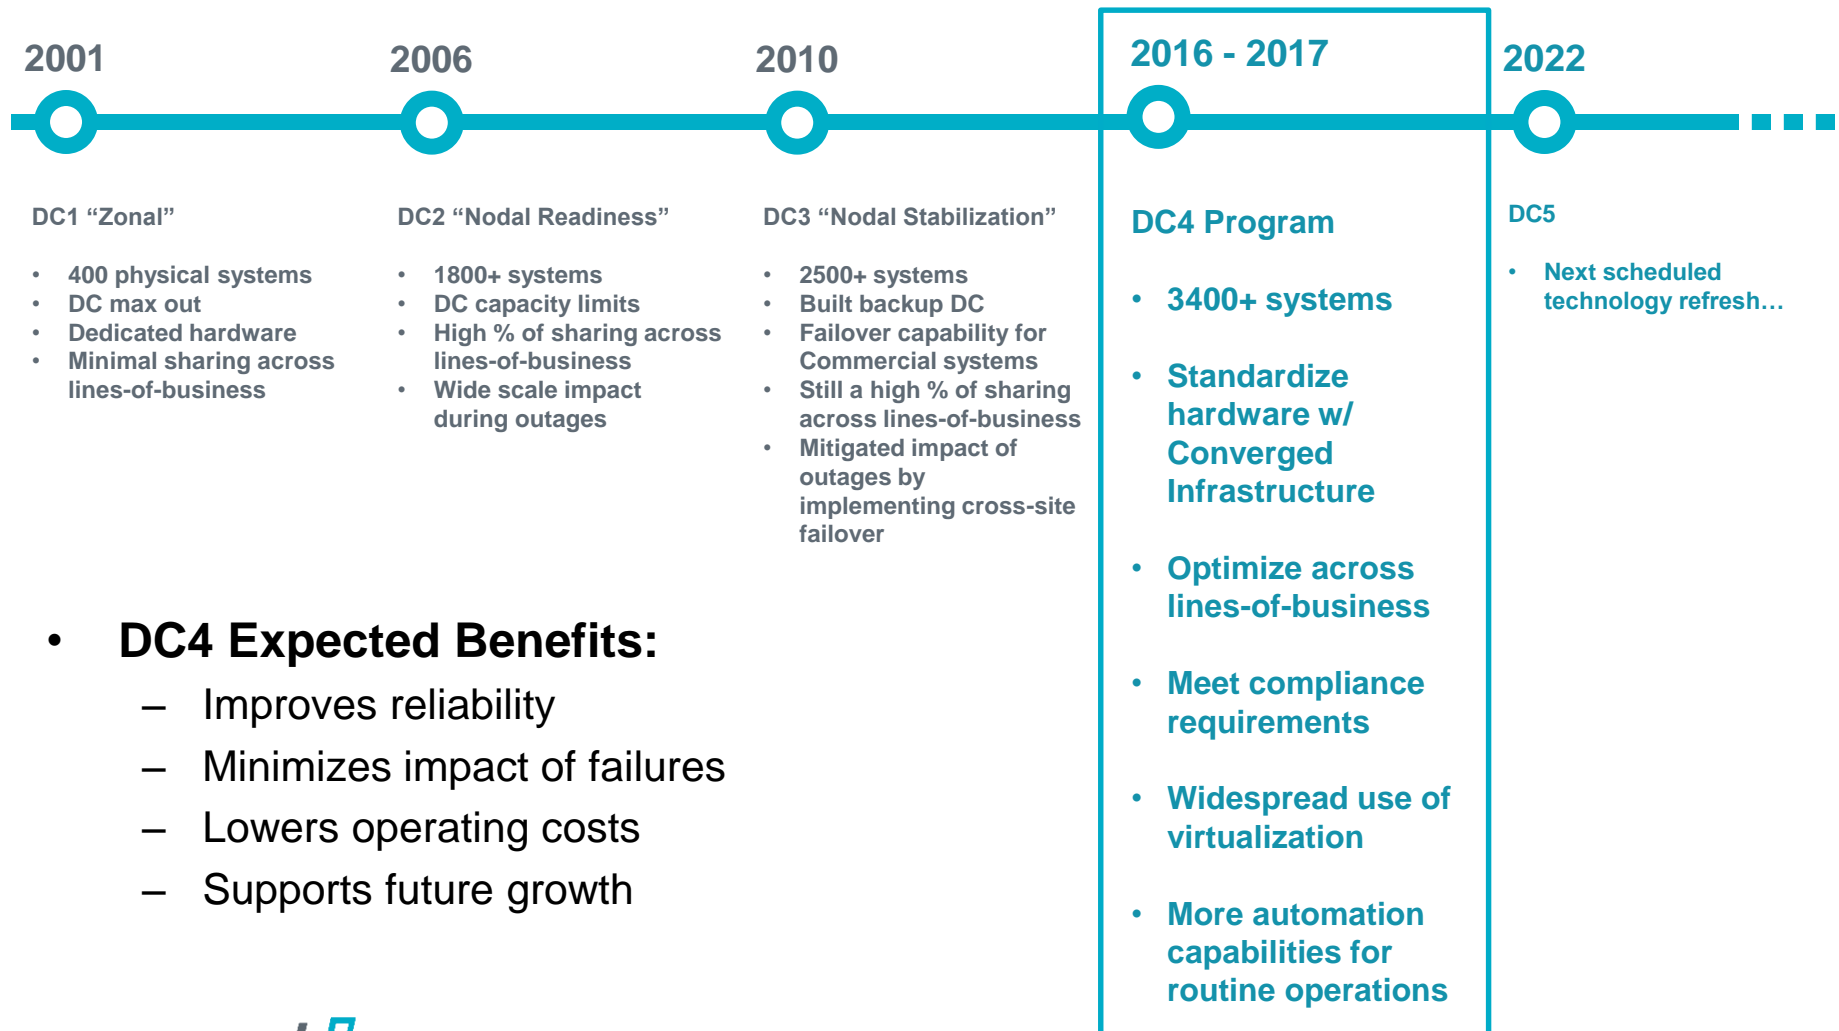 2001
2006
2010
2016 - 2017
2022
DC1 “Zonal”
• 400 physical systems
• DC max out
• Dedicated hardware
• Minimal sharing across
lines-of-business
DC2 “Nodal Readiness”
• 1800+ systems
• DC capacity limits
• High % of sharing across
lines-of-business
• Wide scale impact
during outages
DC3 “Nodal Stabilization”
• 2500+ systems
• Built backup DC
• Failover capability for
Commercial systems
• Still a high % of sharing
across lines-of-business
• Mitigated impact of
outages by
implementing cross-site
failover
DC4 Program
• 3400+ systems
• Standardize
hardware w/
Converged
Infrastructure
• Optimize across
lines-of-business
• Meet compliance
requirements
• Widespread use of
virtualization
• More automation
capabilities for
routine operations
DC5
• Next scheduled
technology refresh…
• DC4 Expected Benefits:
– Improves reliability
– Minimizes impact of failures
– Lowers operating costs
– Supports future growth